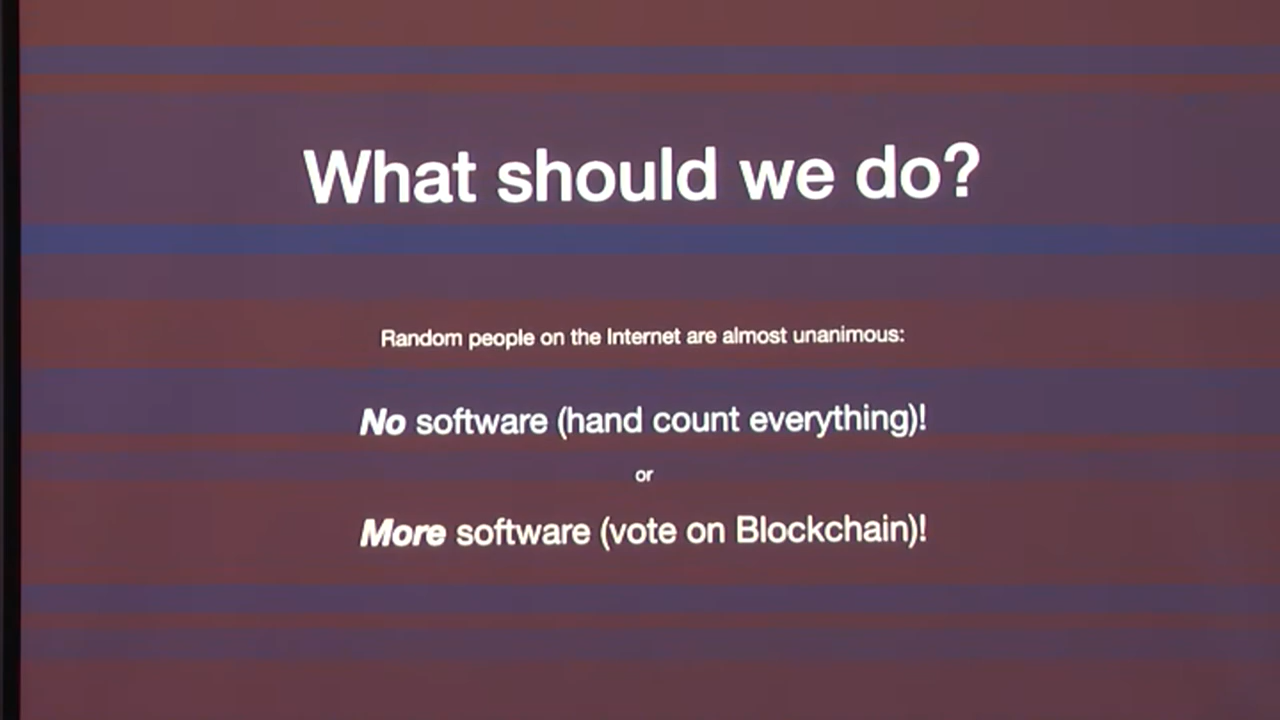 What should we do?
Random people on the Internet are almost unanimous:
No software (hand count everything)!
or
More software (vote on Blockchain)!